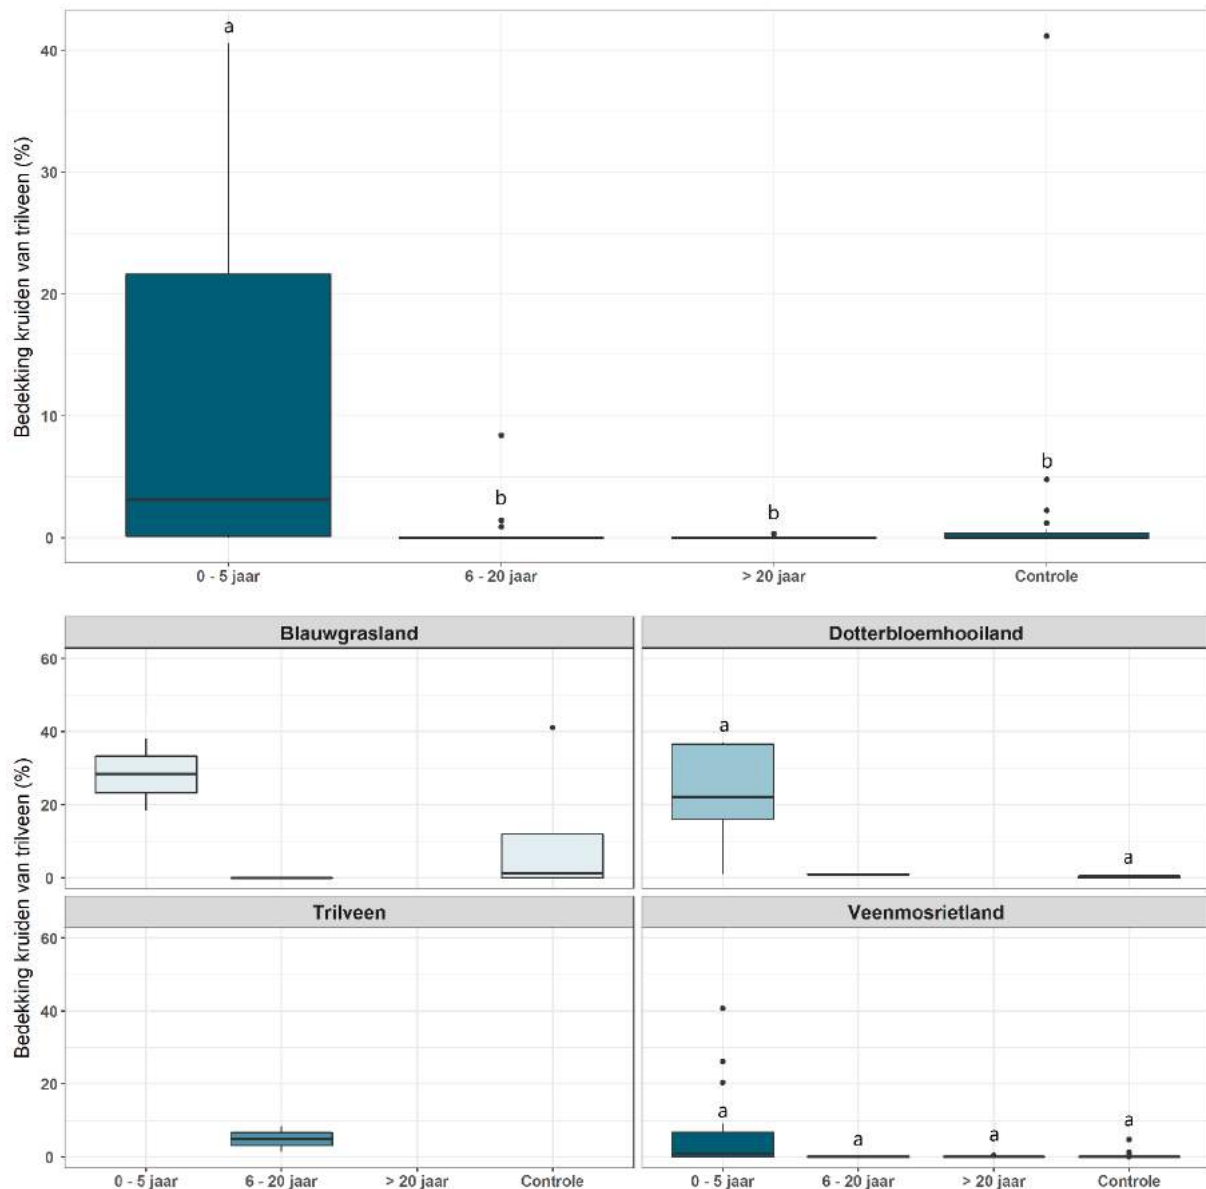 Bedekking kruiden van trilveen (%)
40
30
20
10
0
a
b
b
b
0 - 5 jaar
6 - 20 jaar
> 20 jaar
Controle
Bedekking kruiden van trilveen (%)
Blauwgrasland
Dotterbloemhooiland
60
40
20
0
a
a
Trilveen
Veenmosrietland
60
40
20
0
a
a
a
a
0 - 5 jaar
6 - 20 jaar
> 20 jaar
Controle
0 - 5 jaar
6 - 20 jaar
> 20 jaar
Controle